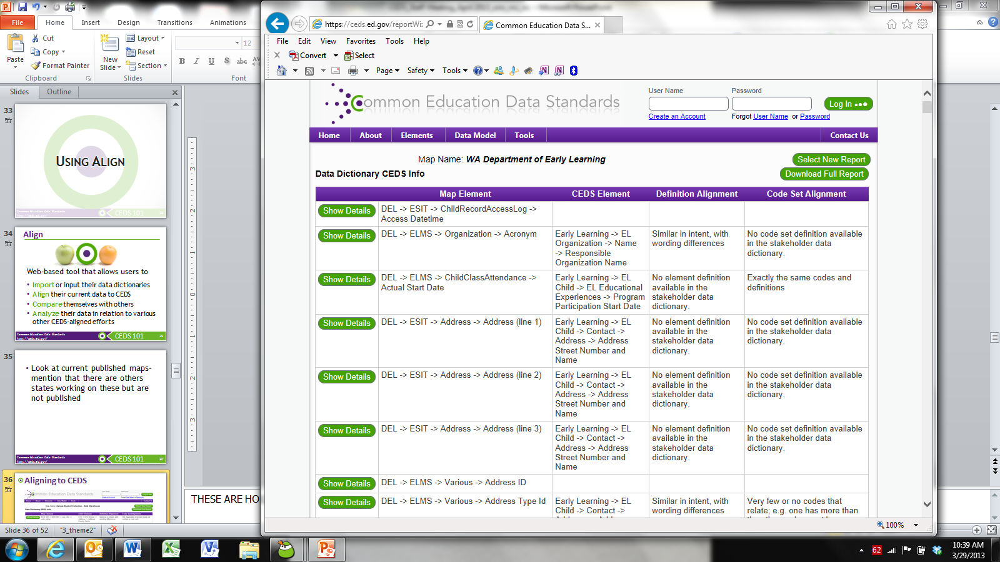 File
Home
Insert
Design
Transitions
Animations
Paste
Cut
Copy
Format Painter
Clipboard
New
Slide
Layout
Reset
Section
Slides
12
B I U S abc AV
Font
Slides
Outline
33
USING ALIGN
CEDS 101
34
Align
Web-based tool that allows users to
• Import or input their data dictionaries
• Align their current data to CEDS
• Compare themselves with others
• Analyze their data in relation to various
other CEDS-aligned efforts
Common Education Data Standards
http://ceds.ed.gov/
CEDS 101
35
• Look at current published maps-
mention that there are others
states working on these but are
not published
Common Education Data Standards
http://ceds.ed.gov/
CEDS 101
36
Aligning to CEDS
THESE ARE HO
Slide 36 of 52
"3_theme2"
https://ceds.ed.gov/reportWi
Common Education Data S...
File Edit View Favorites Tools Help
Convert
Select
Page
Safety
Tools
Common Education Data Standards
User Name
Password
Log In
Create an Account
Forgot User Name or Password
Home
About
Elements
Data Model
Tools
Contact Us
Map Name: WA Department of Early Learning
Select New Report
Data Dictionary CEDS Info
Download Full Report
Map Element
CEDS Element
Definition Alignment
Code Set Alignment
Show Details
DEL -> ESIT -> ChildRecordAccessLog ->
Access Datetime
Show Details
DEL -> ELMS -> Organization -> Acronym
Early Learning -> EL
Organization -> Name
-> Responsible
Organization Name
Similar in intent, with
wording differences
No code set definition available
in the stakeholder data
dictionary.
Show Details
DEL -> ELMS -> ChildClassAttendance ->
Actual Start Date
Early Learning -> EL
Child -> EL Educational
Experiences -> Program
Participation Start Date
No element definition
available in the
stakeholder data
dictionary.
Exactly the same codes and
definitions
Show Details
DEL -> ESIT -> Address -> Address (line 1)
Early Learning -> EL
Child -> Contact ->
Address -> Address
Street Number and
Name
No element definition
available in the
stakeholder data
dictionary.
No code set definition available
in the stakeholder data
dictionary.
Show Details
DEL -> ESIT -> Address -> Address (line 2)
Early Learning -> EL
Child -> Contact ->
Address -> Address
Street Number and
Name
No element definition
available in the
stakeholder data
dictionary.
No code set definition available
in the stakeholder data
dictionary.
Show Details
DEL -> ESIT -> Address -> Address (line 3)
Early Learning -> EL
Child -> Contact ->
Address -> Address
Street Number and
Name
No element definition
available in the
stakeholder data
dictionary.
No code set definition available
in the stakeholder data
dictionary.
Show Details
DEL -> ELMS -> Various -> Address ID
Show Details
DEL -> ELMS -> Various -> Address Type Id
Early Learning -> EL
Child -> Contact ->
Similar in intent, with
wording differences
Very few or no codes that
relate; e.g. one has more than
100%
62
10:39 AM
3/29/2013